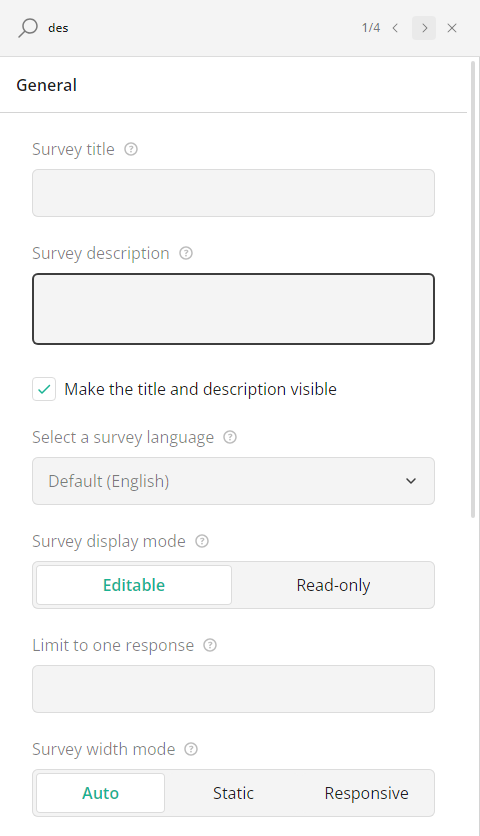 des
1/4
General
Survey title
Survey description
Make the title and description visible
Select a survey language
Default (English)
Survey display mode
Editable Read-only
Limit to one response
Survey width mode
Auto Static Responsive